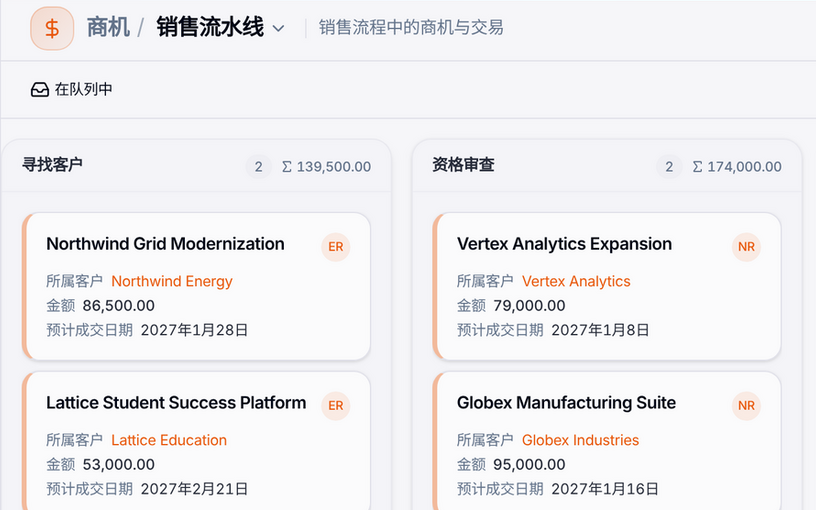 $ 商机 / 销售流水线 销售流程中的商机与交易
在队列中
寻找客户 2 Σ 139,500.00
Northwind Grid Modernization ER
所属客户 Northwind Energy
金额 86,500.00
预计成交日期 2027年1月28日
Lattice Student Success Platform ER
所属客户 Lattice Education
金额 53,000.00
预计成交日期 2027年2月21日
资格审查 2 Σ 174,000.00
Vertex Analytics Expansion NR
所属客户 Vertex Analytics
金额 79,000.00
预计成交日期 2027年1月8日
Globex Manufacturing Suite NR
所属客户 Globex Industries
金额 95,000.00
预计成交日期 2027年1月16日